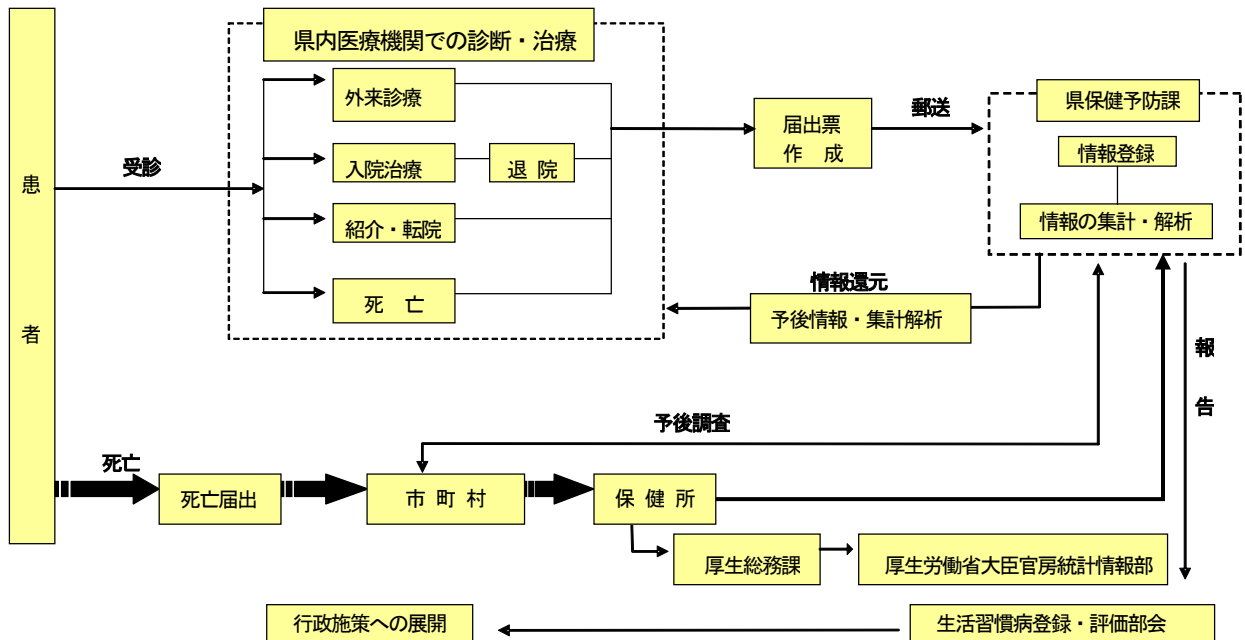 県内医療機関での診断・治療
外来診療
入院治療
退 院
紹介・転院
死 亡
患
者
受診
届出票
作 成
郵送
県保健予防課
情報登録
情報の集計・解析
情報還元
予後情報・集計解析
報
告
予後調査
死亡
死亡届出
市 町 村
保 健 所
厚生総務課
厚生労働省大臣官房統計情報部
行政施策への展開
生活習慣病登録・評価部会